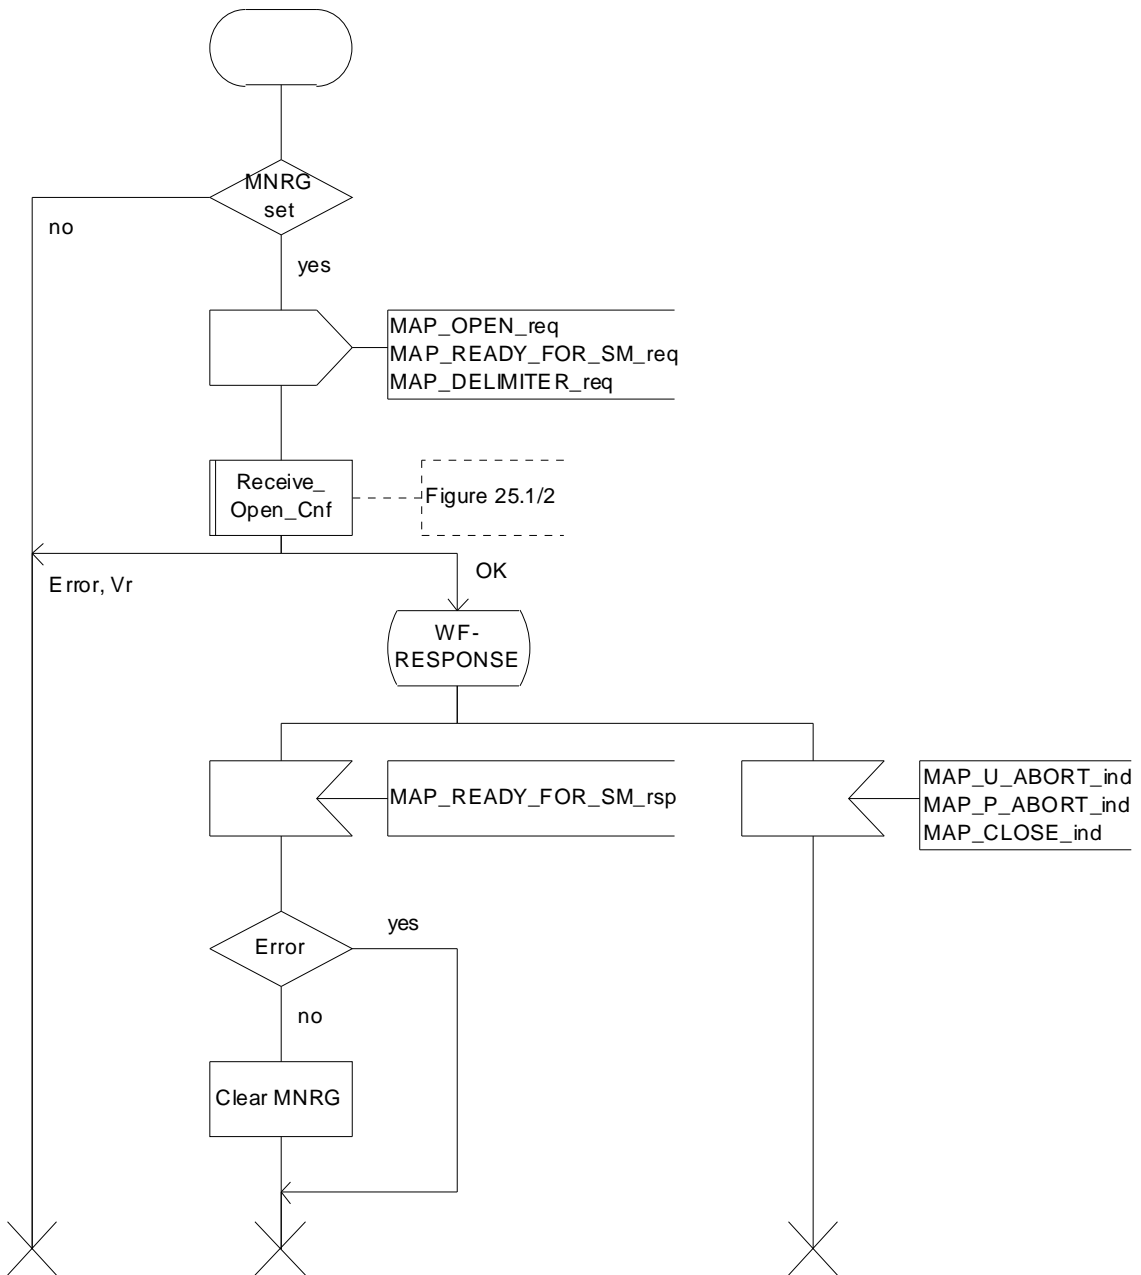 MNRG
set
no
yes
MAP_OPEN_req
MAP_READY_FOR_SM_req
MAP_DELIMITER_req
Receive_
Open_Cnf
Figure 25.1/2
Error, Vr
OK
WF-
RESPONSE
MAP_READY_FOR_SM_rsp
MAP_U_ABORT_ind
MAP_P_ABORT_ind
MAP_CLOSE_ind
Error
yes
no
Clear MNRG